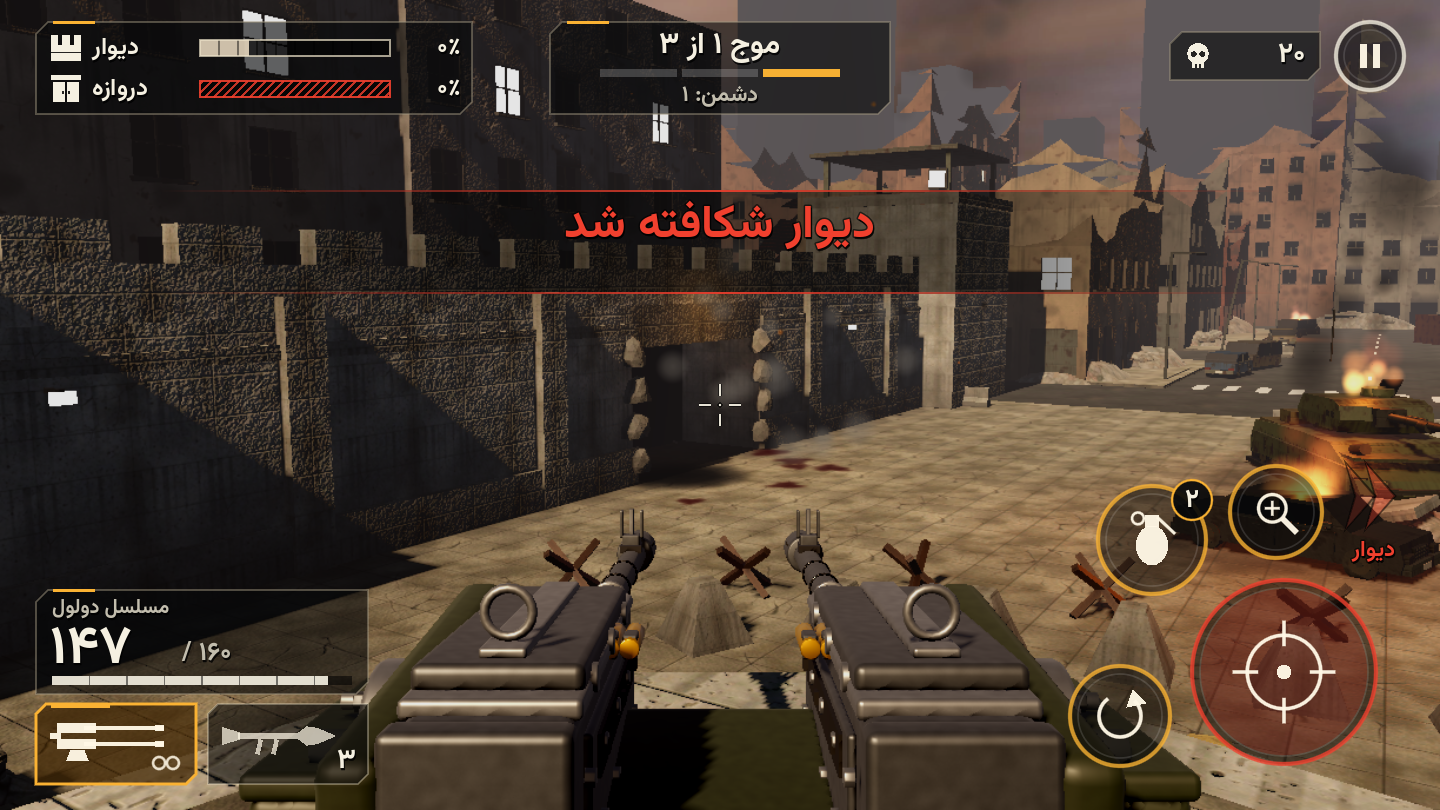 دیوار ۰٪
دروازه ۰٪
موج ۱ از ۳
دشمن: ۱
۲۰
دیوار شکافته شد
۲
دیوار
مسلسل دولول
۱۴۷ / ۱۶۰
∞
۳